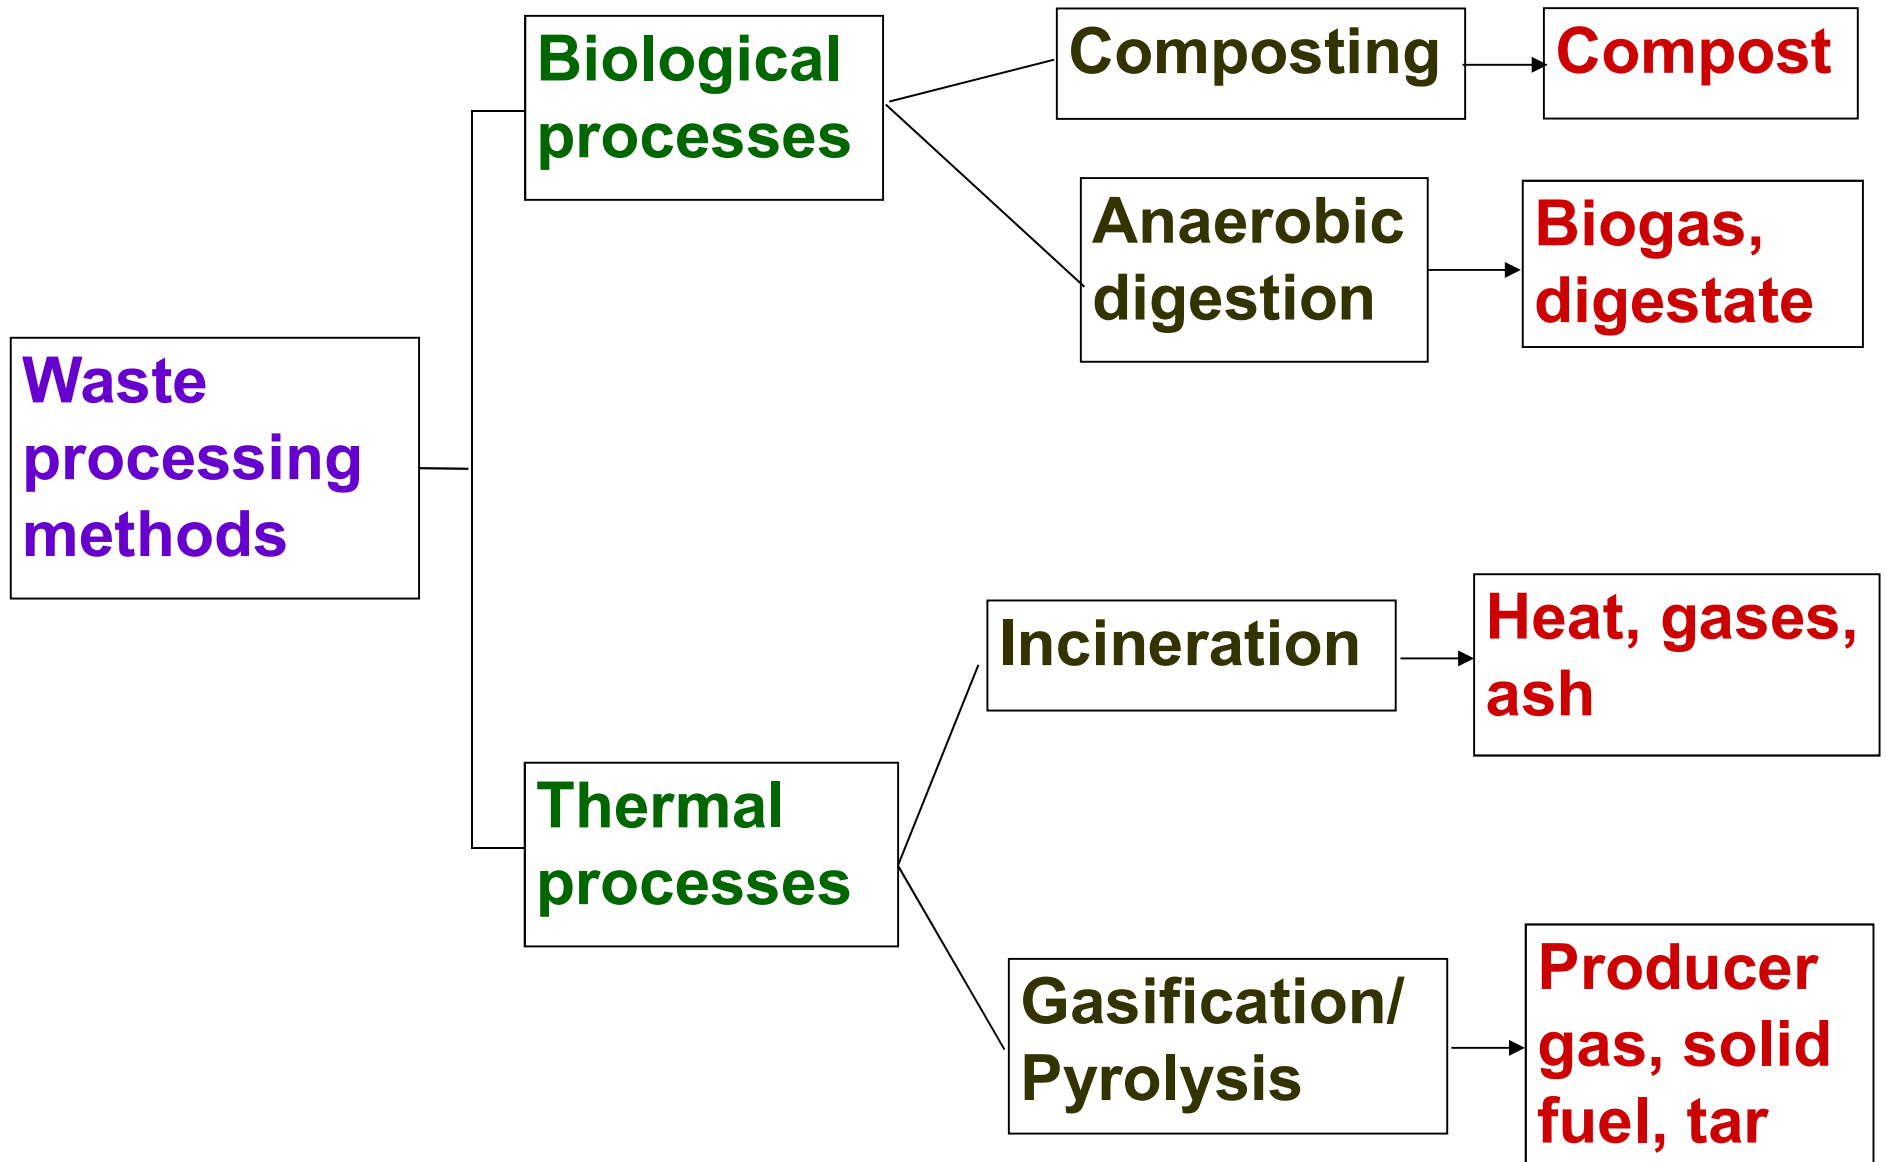 Biological
processes
Composting
Compost
Anaerobic
digestion
Biogas,
digestate
Waste
processing
methods
Incineration
Heat, gases,
ash
Thermal
processes
Gasification/
Pyrolysis
Producer
gas, solid
fuel, tar